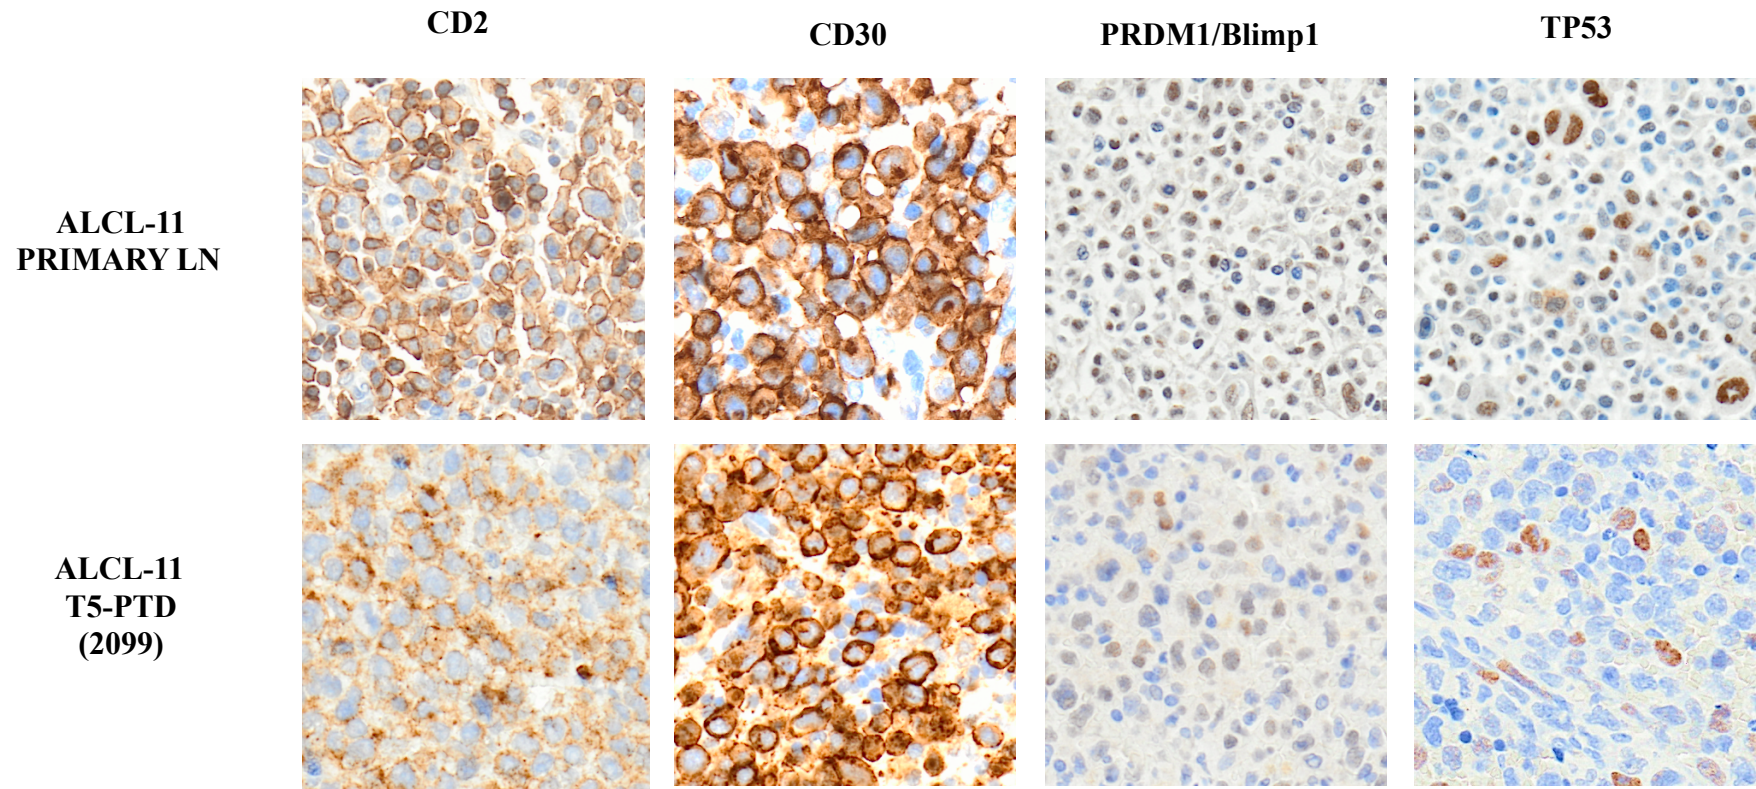 CD2
CD30
PRDM1/Blimp1
TP53
ALCL-11
PRIMARY LN
ALCL-11
T5-PTD
(2099)